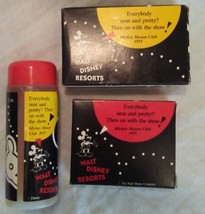 Everybody
neat and pretty?
Then on with the show!
Mickey Mouse Club
1955
WALT
DISNEY
RESORTS
Everybody
neat and pretty?
Then on with the show!
Mickey Mouse
Club 1955
WALT
DISNEY
RESORTS
Everybody
neat and pretty?
Then on with the show!
Mickey Mouse Club
1955
WALT
DISNEY
RESORTS